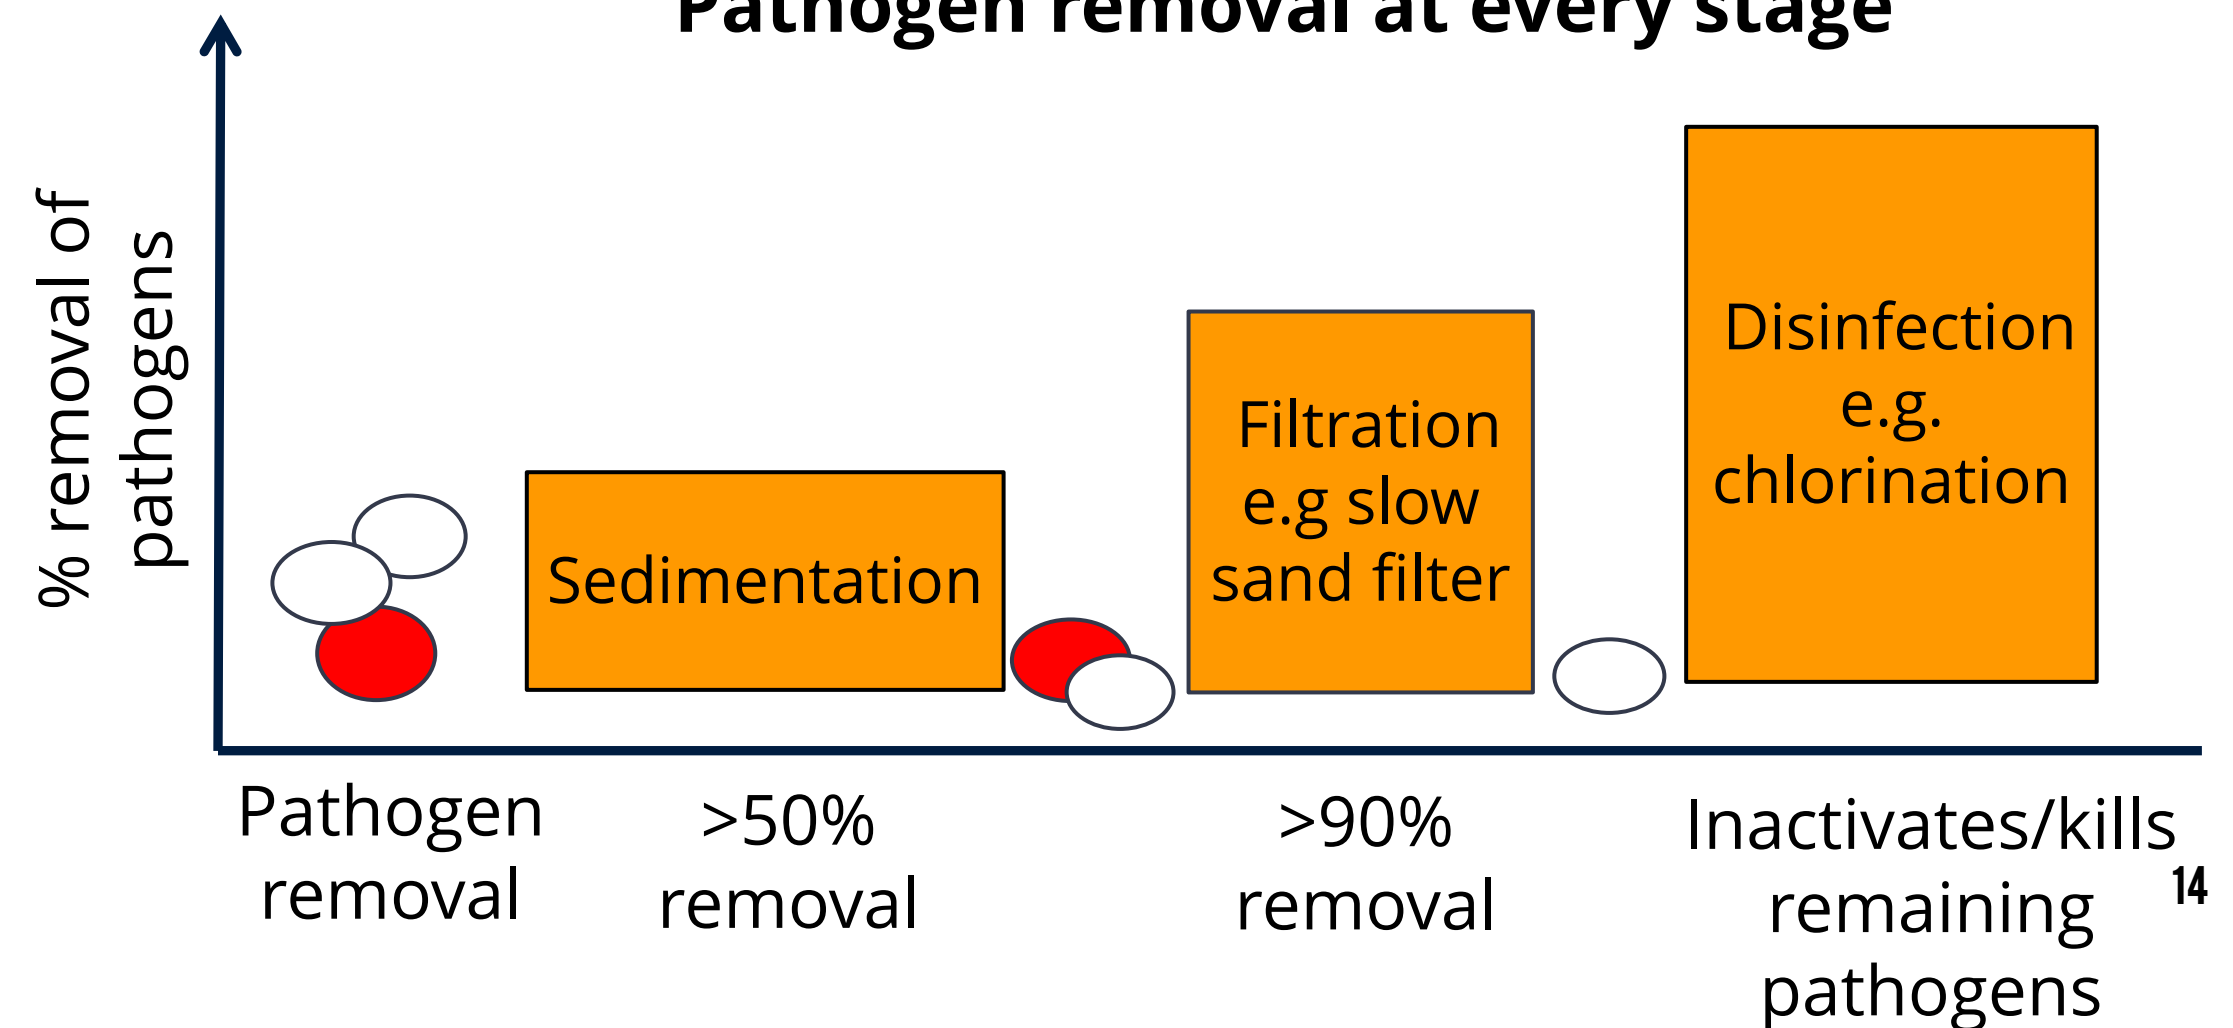 Pathogen removal at every stage
% removal of
pathogens
Sedimentation
Filtration
e.g slow
sand filter
Disinfection
e.g.
chlorination
Pathogen
removal
>50%
removal
>90%
removal
Inactivates/kills
remaining
pathogens
14